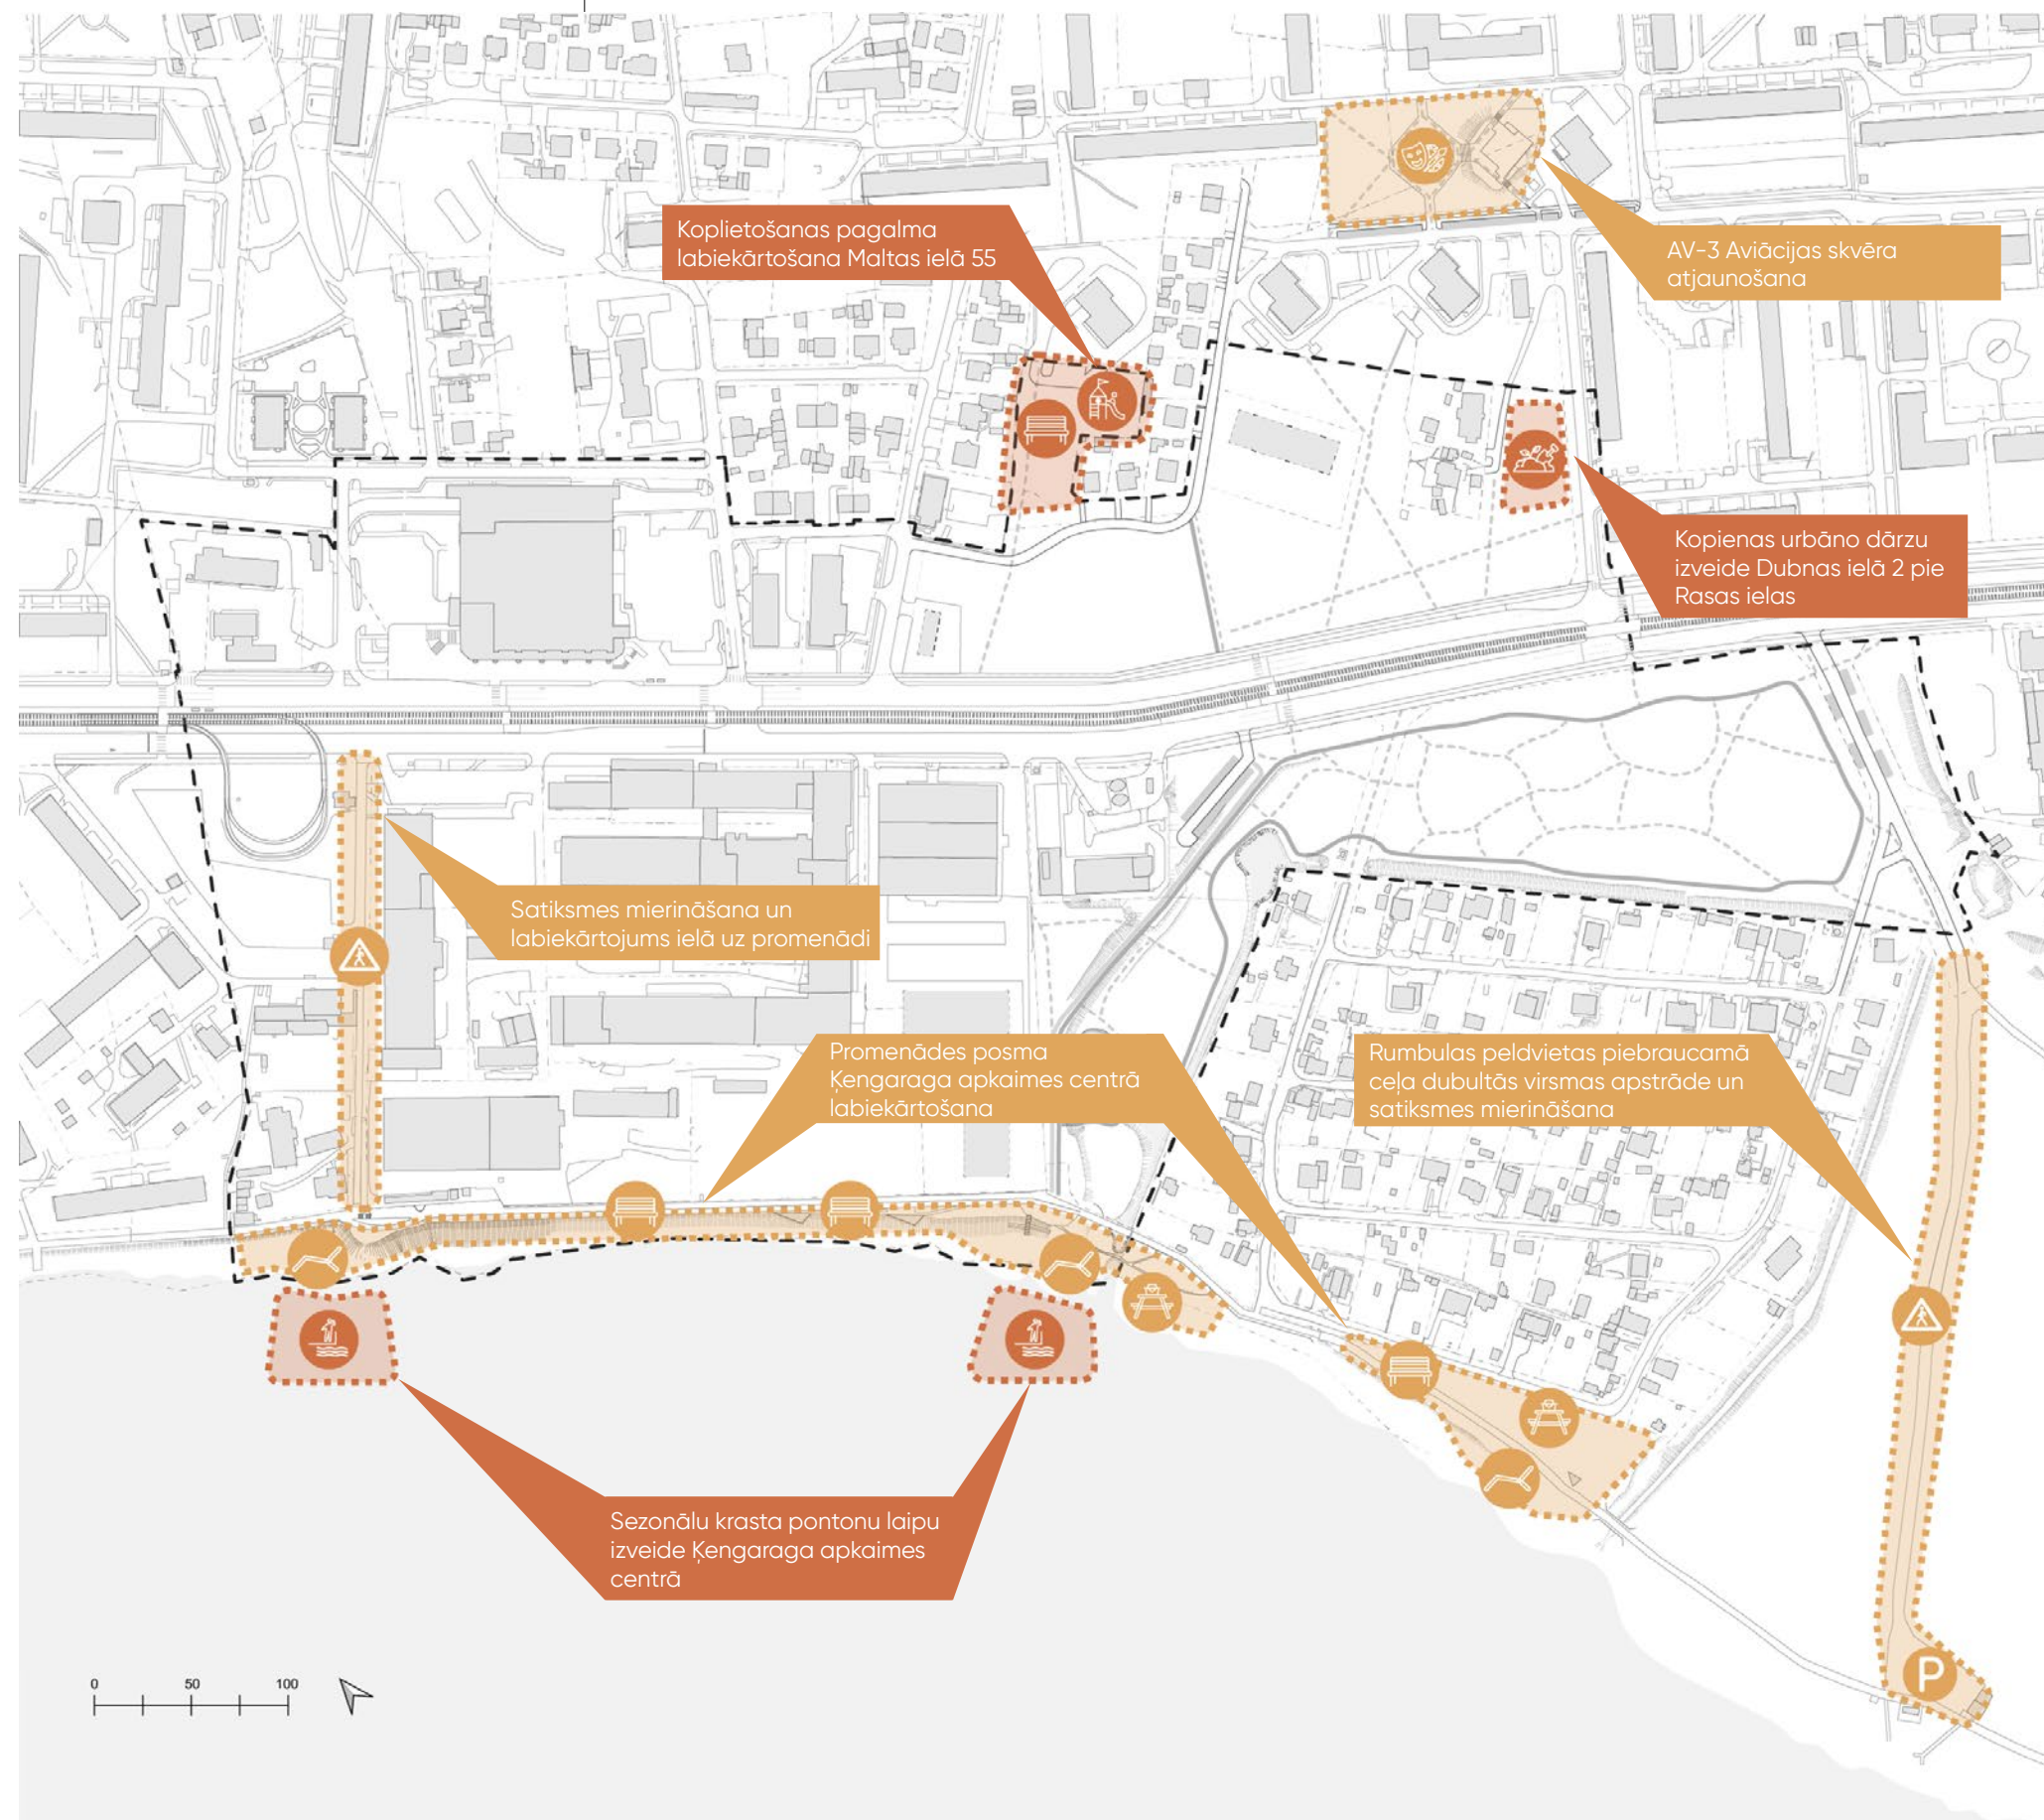 Koplietošanas pagalma
labiekārtošana Maltas ielā 55
AV-3 Aviācijas skvēra
atjaunošana
Kopienas urbāno dārzu
izveide Dubnas ielā 2 pie
Rasas ielas
Satiksmes mierināšana un
labiekārtojums ielā uz promenādi
Promenādes posma
Ķengaraga apkaimes centrā
labiekārtošana
Rumbulas peldvietas piebraucamā
ceļa dubultās virsmas apstrāde un
satiksmes mierināšana
Sezonālu krasta pontonu laipu
izveide Ķengaraga apkaimes
centrā
P
0 50 100